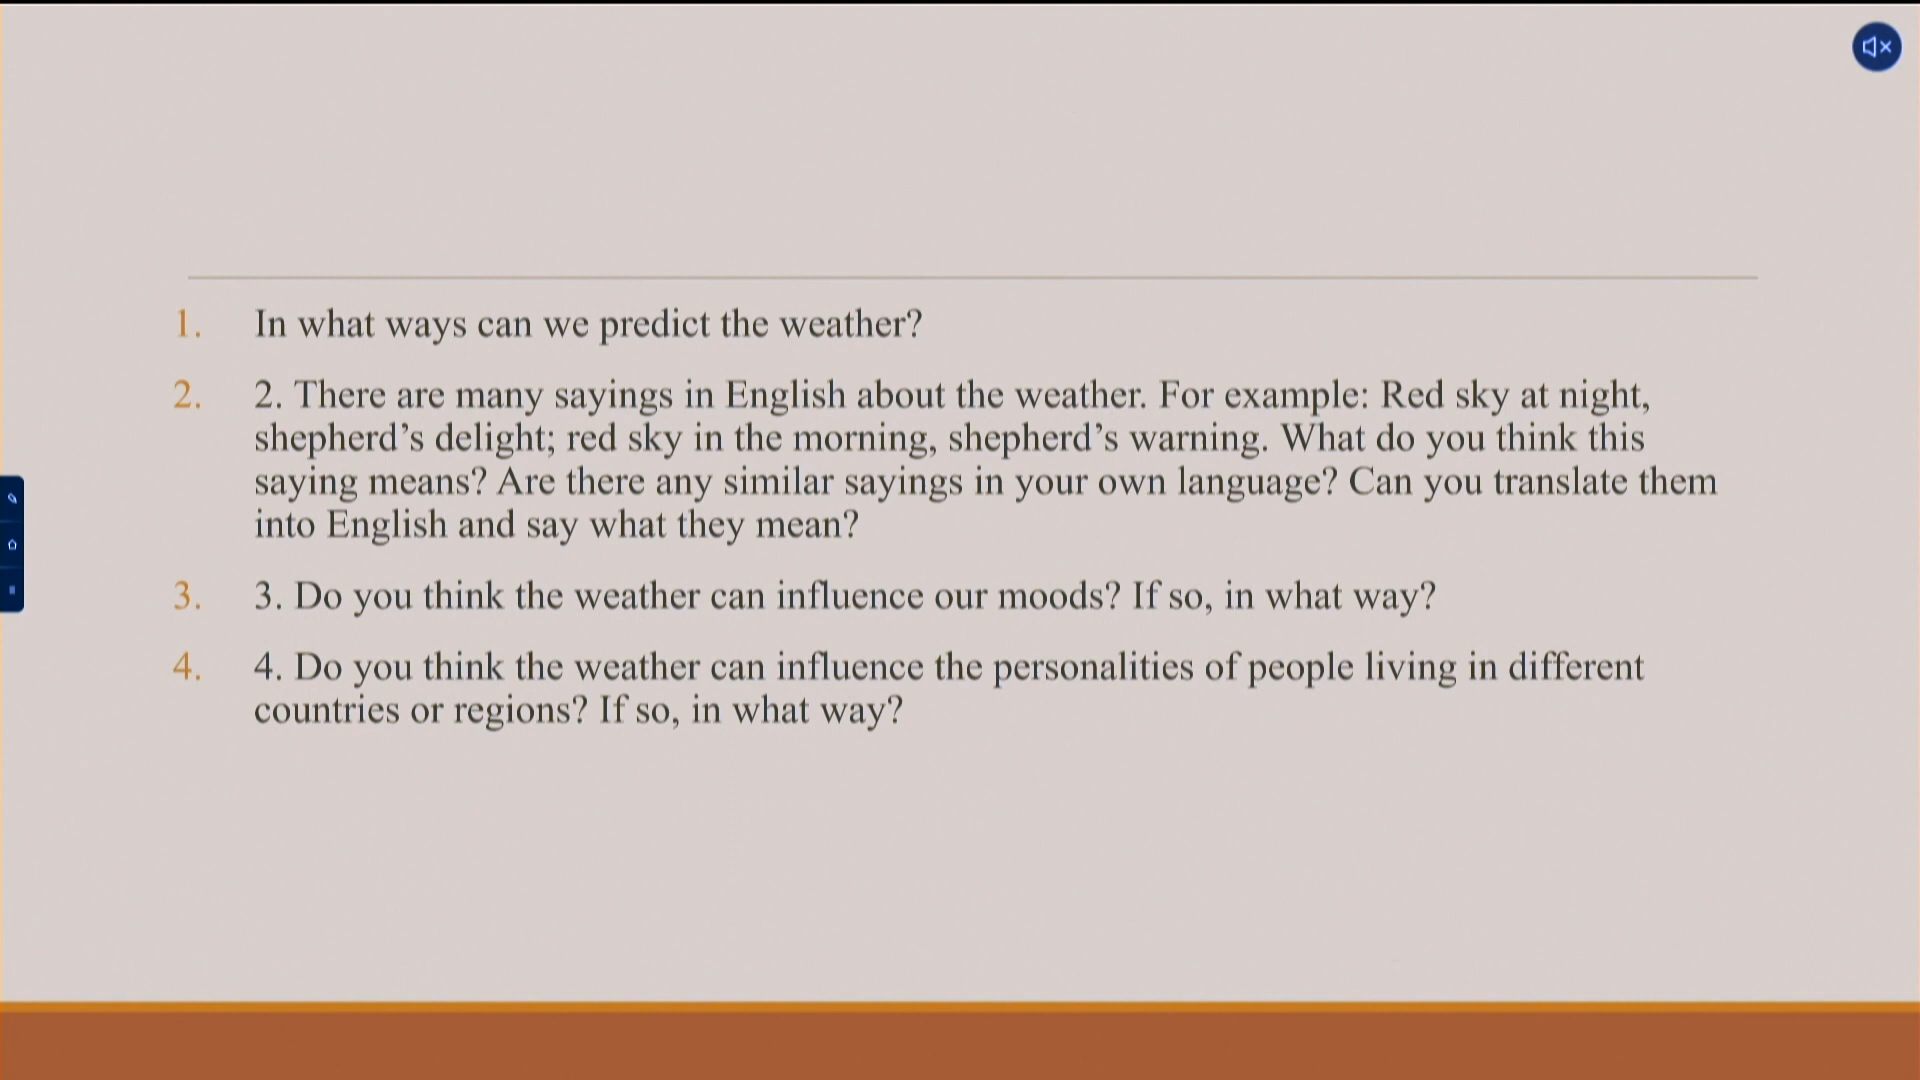 1. In what ways can we predict the weather?
2. 2. There are many sayings in English about the weather. For example: Red sky at night,
shepherd’s delight; red sky in the morning, shepherd’s warning. What do you think this
saying means? Are there any similar sayings in your own language? Can you translate them
into English and say what they mean?
3. 3. Do you think the weather can influence our moods? If so, in what way?
4. 4. Do you think the weather can influence the personalities of people living in different
countries or regions? If so, in what way?